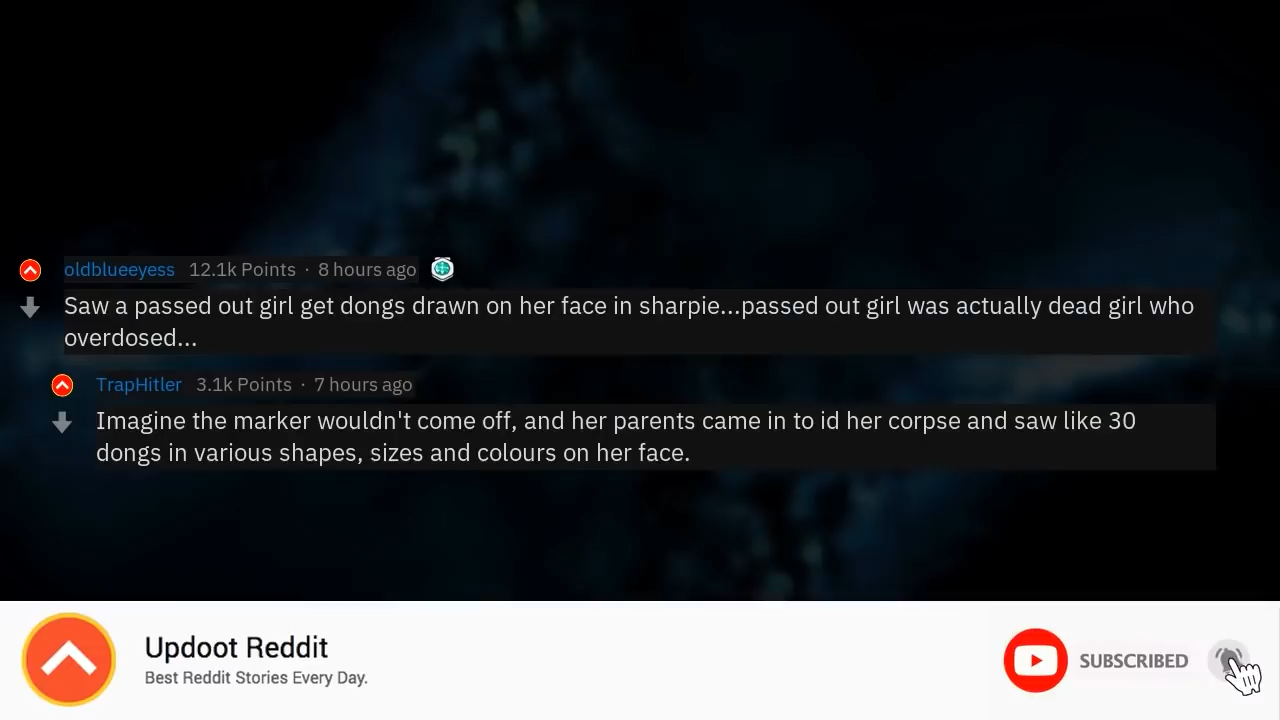 oldblueeyess 12.1k Points · 8 hours ago
Saw a passed out girl get dongs drawn on her face in sharpie...passed out girl was actually dead girl who
overdosed...
TrapHitler 3.1k Points · 7 hours ago
Imagine the marker wouldn't come off, and her parents came in to id her corpse and saw like 30
dongs in various shapes, sizes and colours on her face.
Updoot Reddit
Best Reddit Stories Every Day.
SUBSCRIBED